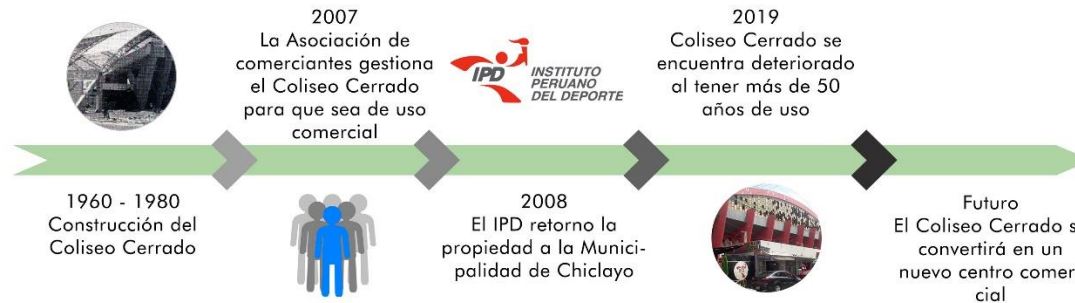 1960 - 1980
Construcción del
Coliseo Cerrado
2007
La Asociación de
comerciantes gestiona
el Coliseo Cerrado
para que sea de uso
comercial
IPD
INSTITUTO
PERUANO
DEL DEPORTE
2008
El IPD retorno la
propiedad a la Munici-
palidad de Chiclayo
2019
Coliseo Cerrado se
encuentra deteriorado
al tener más de 50
años de uso
Futuro
El Coliseo Cerrado s
convertirá en un
nuevo centro comer
cial